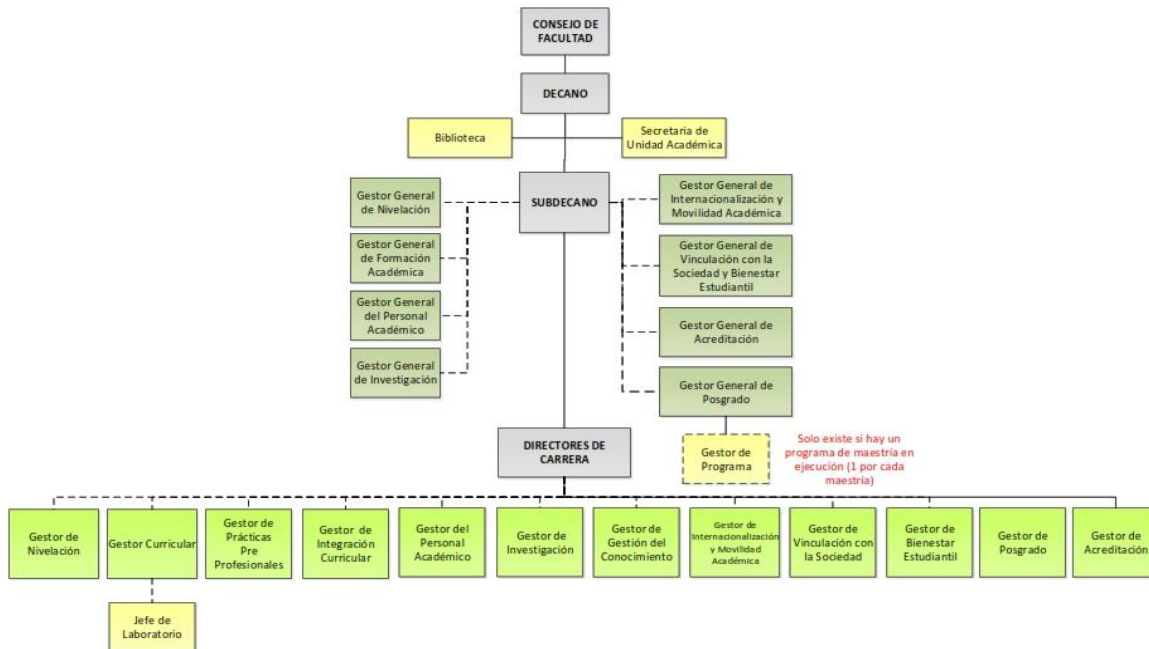 CONSEJO DE
FACULTAD
DECANO
Biblioteca
Secretaria de
Unidad Académica
SUBDECANO
Gestor General
de Nivelación
Gestor General
de Formación
Académica
Gestor General
del Personal
Académico
Gestor General
de Investigación
Gestor General de
Internacionalización y
Movilidad Académica
Gestor General de
Vinculación con la
Sociedad y Bienestar
Estudiantil
Gestor General de
Acreditación
Gestor General de
Posgrado
DIRECTORES DE
CARRERA
Gestor de
Programa
Solo existe si hay un
programa de maestría en
ejecución (1 por cada
maestría)
Gestor de
Nivelación
Gestor Curricular
Gestor de
Prácticas
Pre
Profesionales
Gestor de
Integración
Curricular
Gestor del
Personal
Académico
Gestor de
Investigación
Gestor de
Gestión del
Conocimiento
Gestor de
Internacionalización
y Movilidad
Académica
Gestor de
Vinculación con
la Sociedad
Gestor de
Bienestar
Estudiantil
Gestor de
Posgrado
Gestor de
Acreditación
Jefe de
Laboratorio